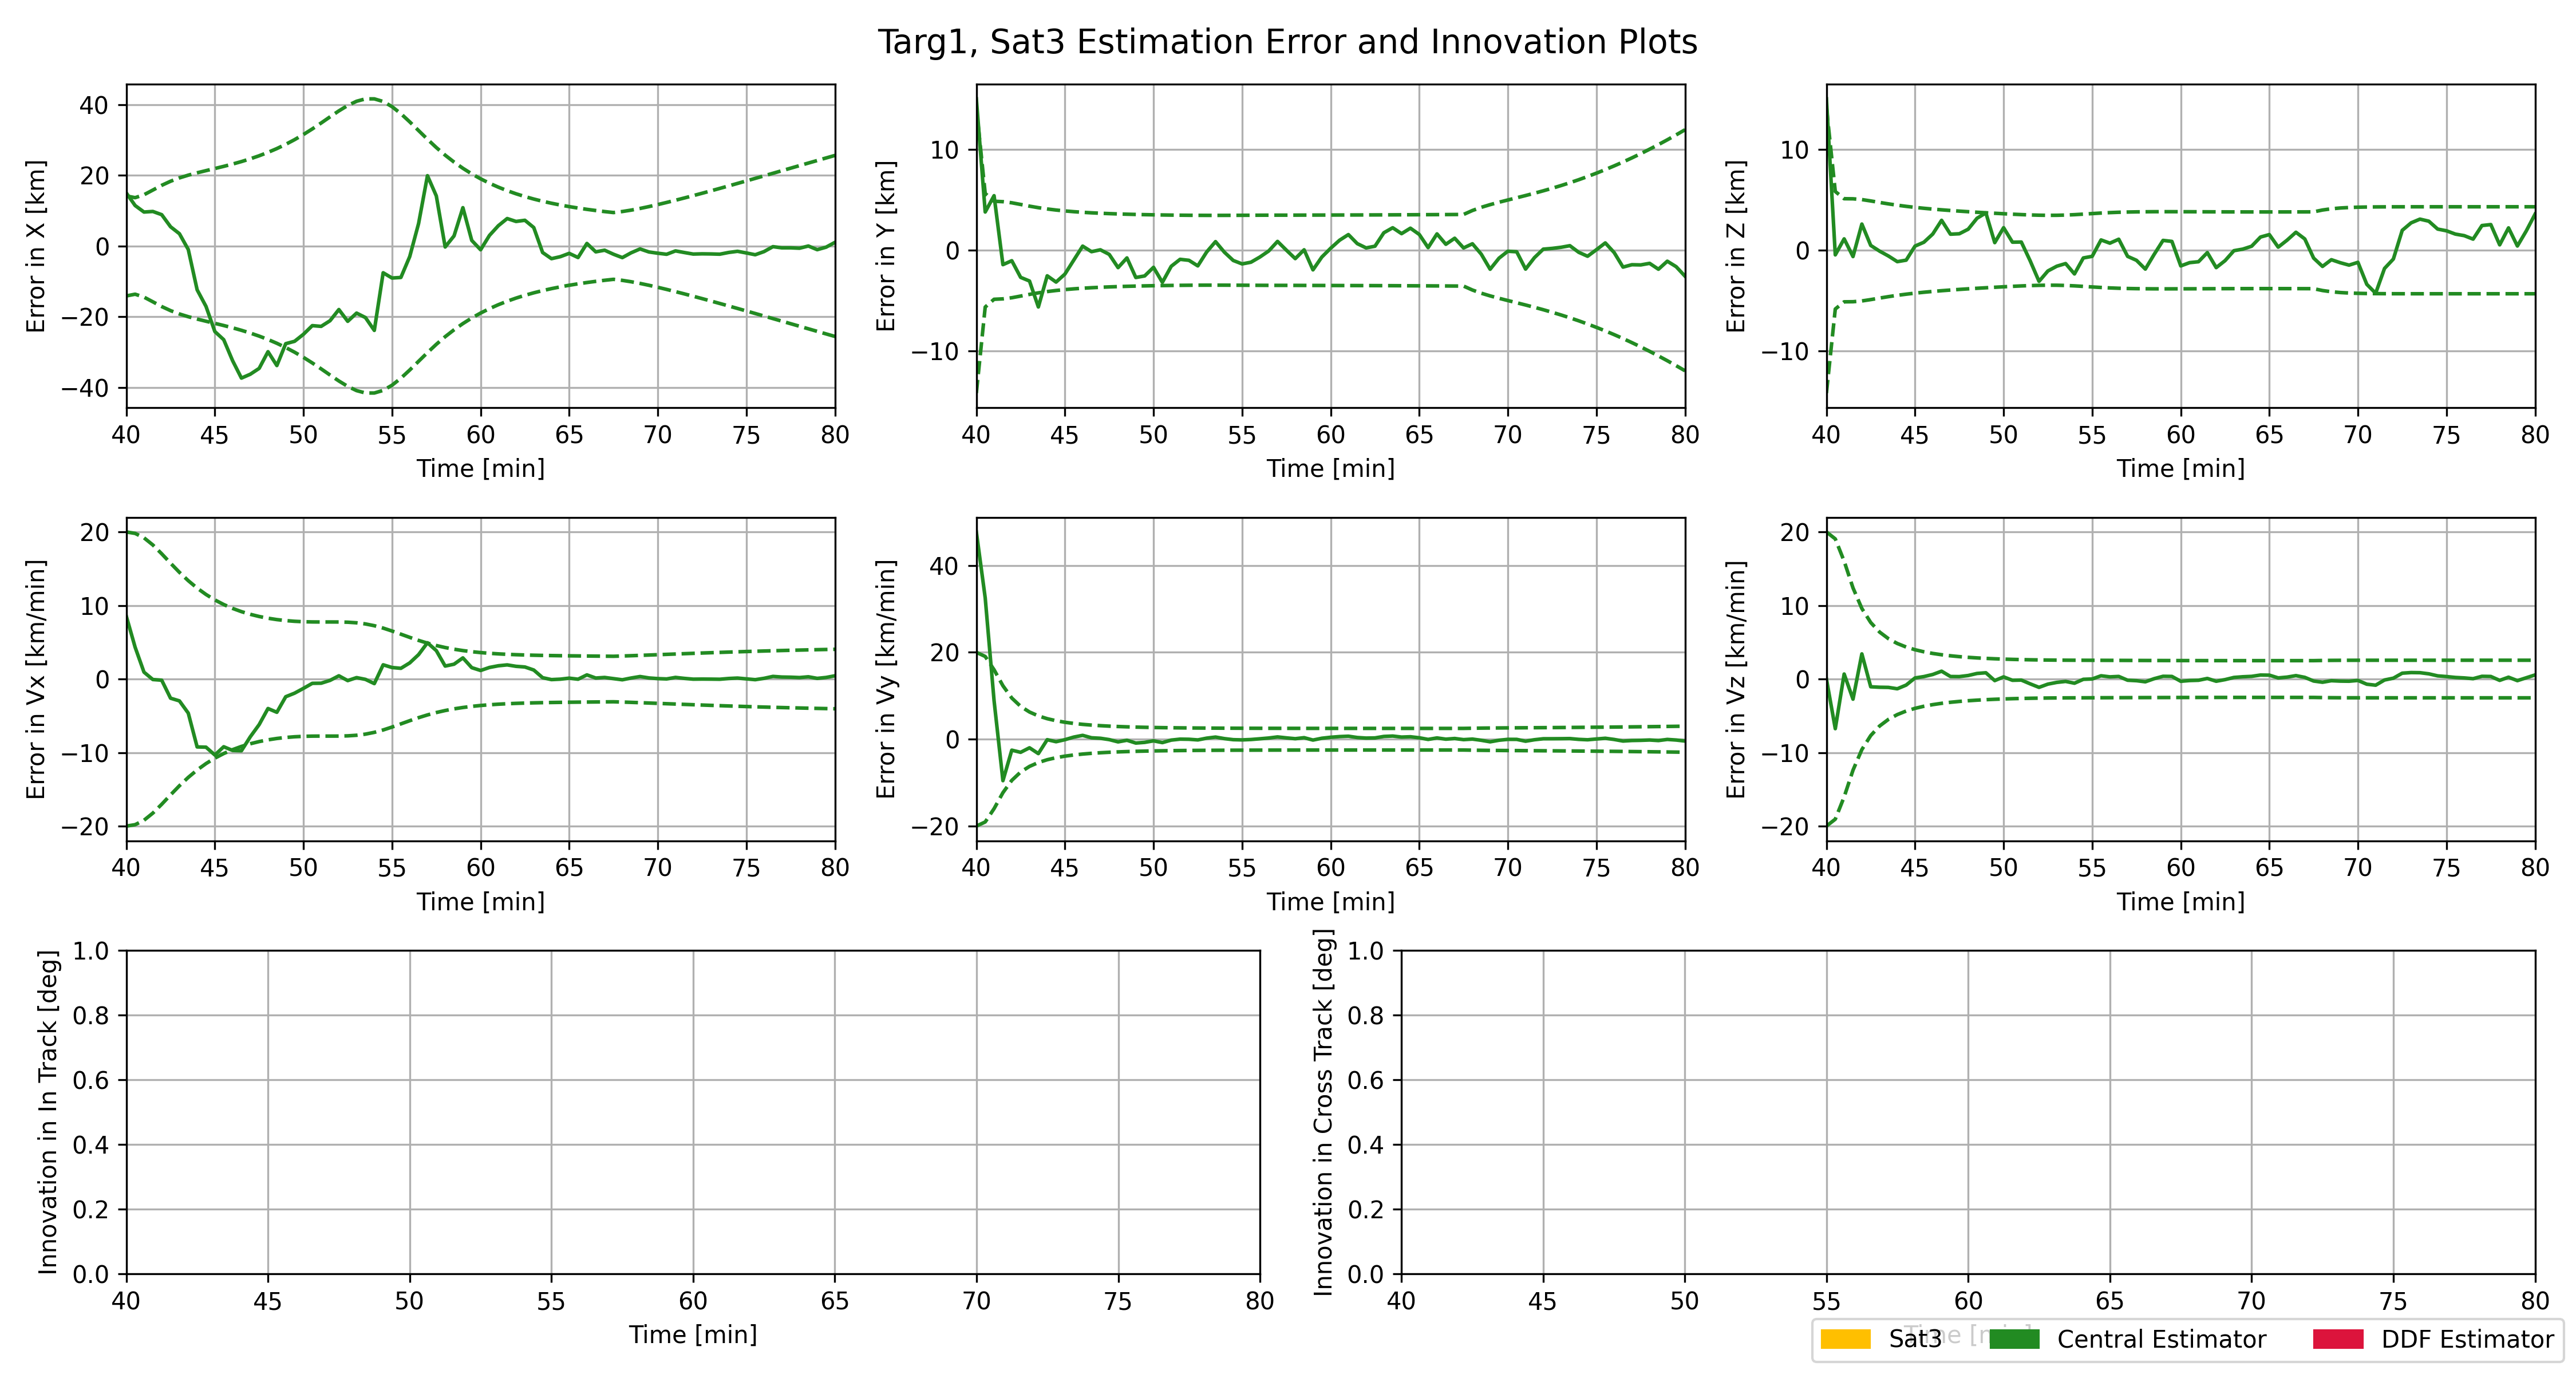 Targ1, Sat3 Estimation Error and Innovation Plots
Error in X [km]
40
20
0
−20
−40
40 45 50 55 60 65 70 75 80
Time [min]
Error in Y [km]
10
0
−10
40 45 50 55 60 65 70 75 80
Time [min]
Error in Z [km]
10
0
−10
40 45 50 55 60 65 70 75 80
Time [min]
Error in Vx [km/min]
20
10
0
−10
−20
40 45 50 55 60 65 70 75 80
Time [min]
Error in Vy [km/min]
40
20
0
−20
40 45 50 55 60 65 70 75 80
Time [min]
Error in Vz [km/min]
20
10
0
−10
−20
40 45 50 55 60 65 70 75 80
Time [min]
Innovation in In Track [deg]
1.0
0.8
0.6
0.4
0.2
0.0
40 45 50 55 60 65 70 75 80
Time [min]
Innovation in Cross Track [deg]
1.0
0.8
0.6
0.4
0.2
0.0
40 45 50 55 60 65 70 75 80
Time [min]
Sat3 Central Estimator DDF Estimator